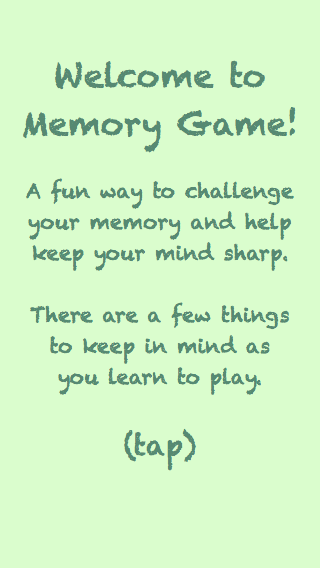 Welcome to
Memory Game!
A fun way to challenge
your memory and help
keep your mind sharp.
There are a few things
to keep in mind as
you learn to play.
(tap)